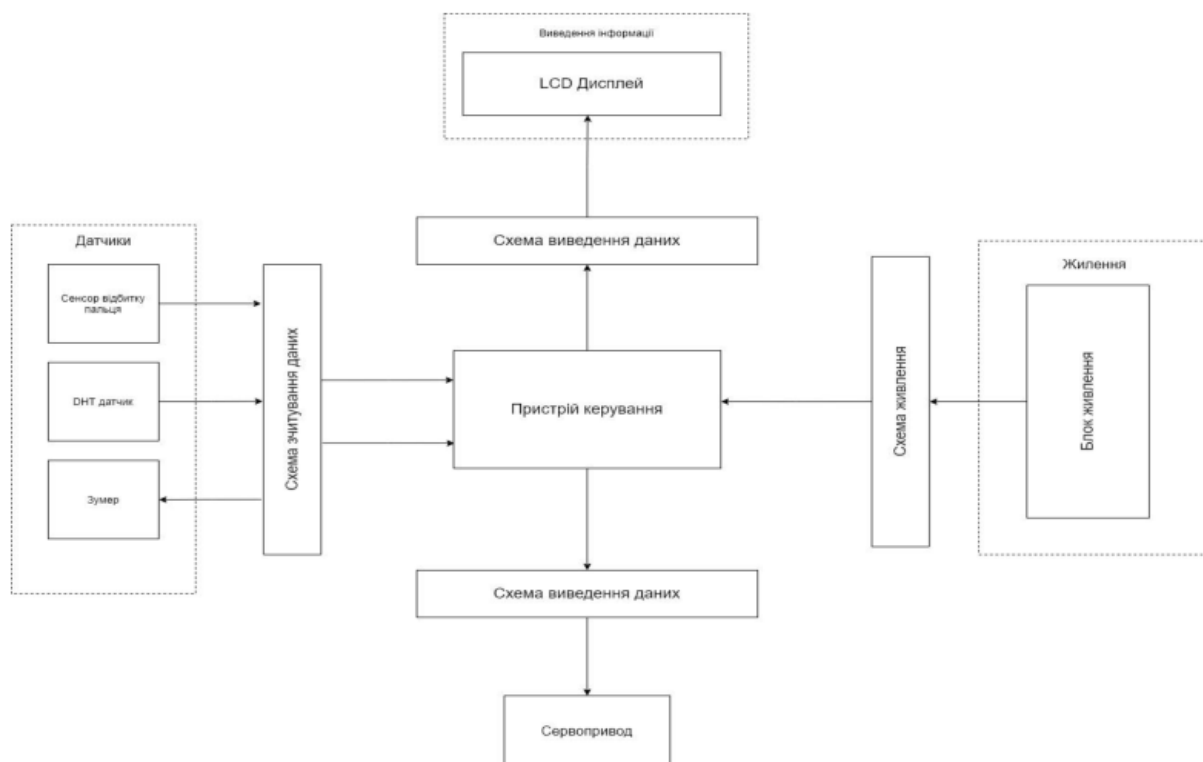 Виведення інформації
LCD Дисплей
Схема виведення даних
Датчики
Сенсор відбитку
пальця
DHT датчик
Зумер
Схема зчитування даних
Пристрій керування
Схема живлення
Жилення
Блок живлення
Схема виведення даних
Сервопривод